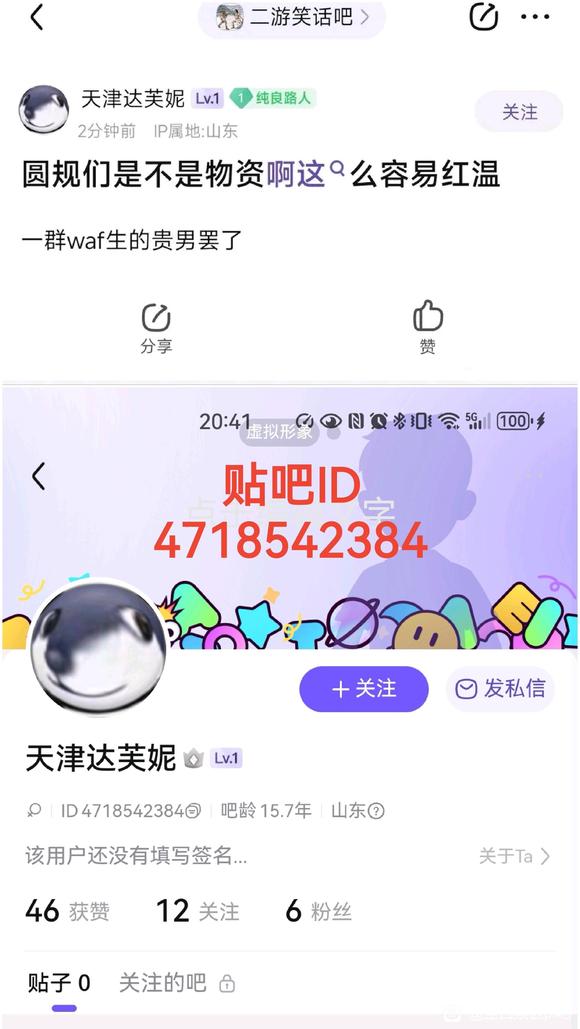 二游笑话吧
天津达芙妮 Lv.1 1 纯良路人
关注
2分钟前 IP属地:山东
圆规们是不是物资啊这么容易红温
一群waf生的贵男罢了
分享
赞
20:41 5G 100
虚拟形象
贴吧ID
字
4718542384
+关注
发私信
天津达芙妮 Lv.1
ID 4718542384 吧龄 15.7年 山东
该用户还没有填写签名...
关于Ta
46 获赞 12 关注 6 粉丝
贴子 0 关注的吧